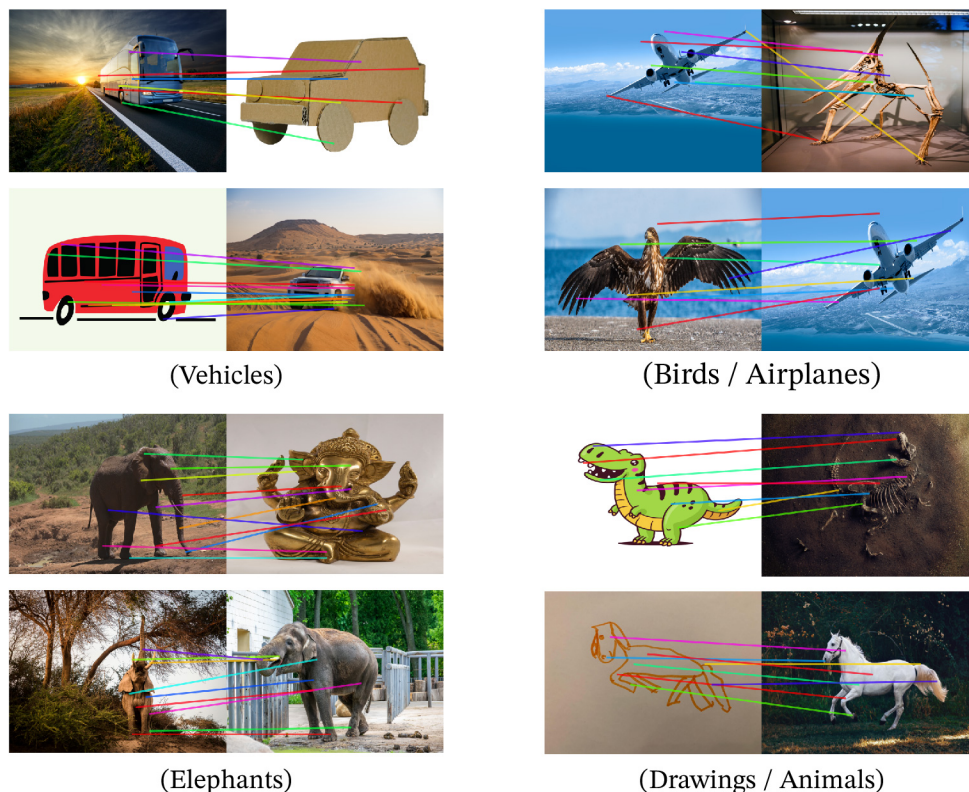 (Vehicles)
(Birds / Airplanes)
(Elephants)
(Drawings / Animals)